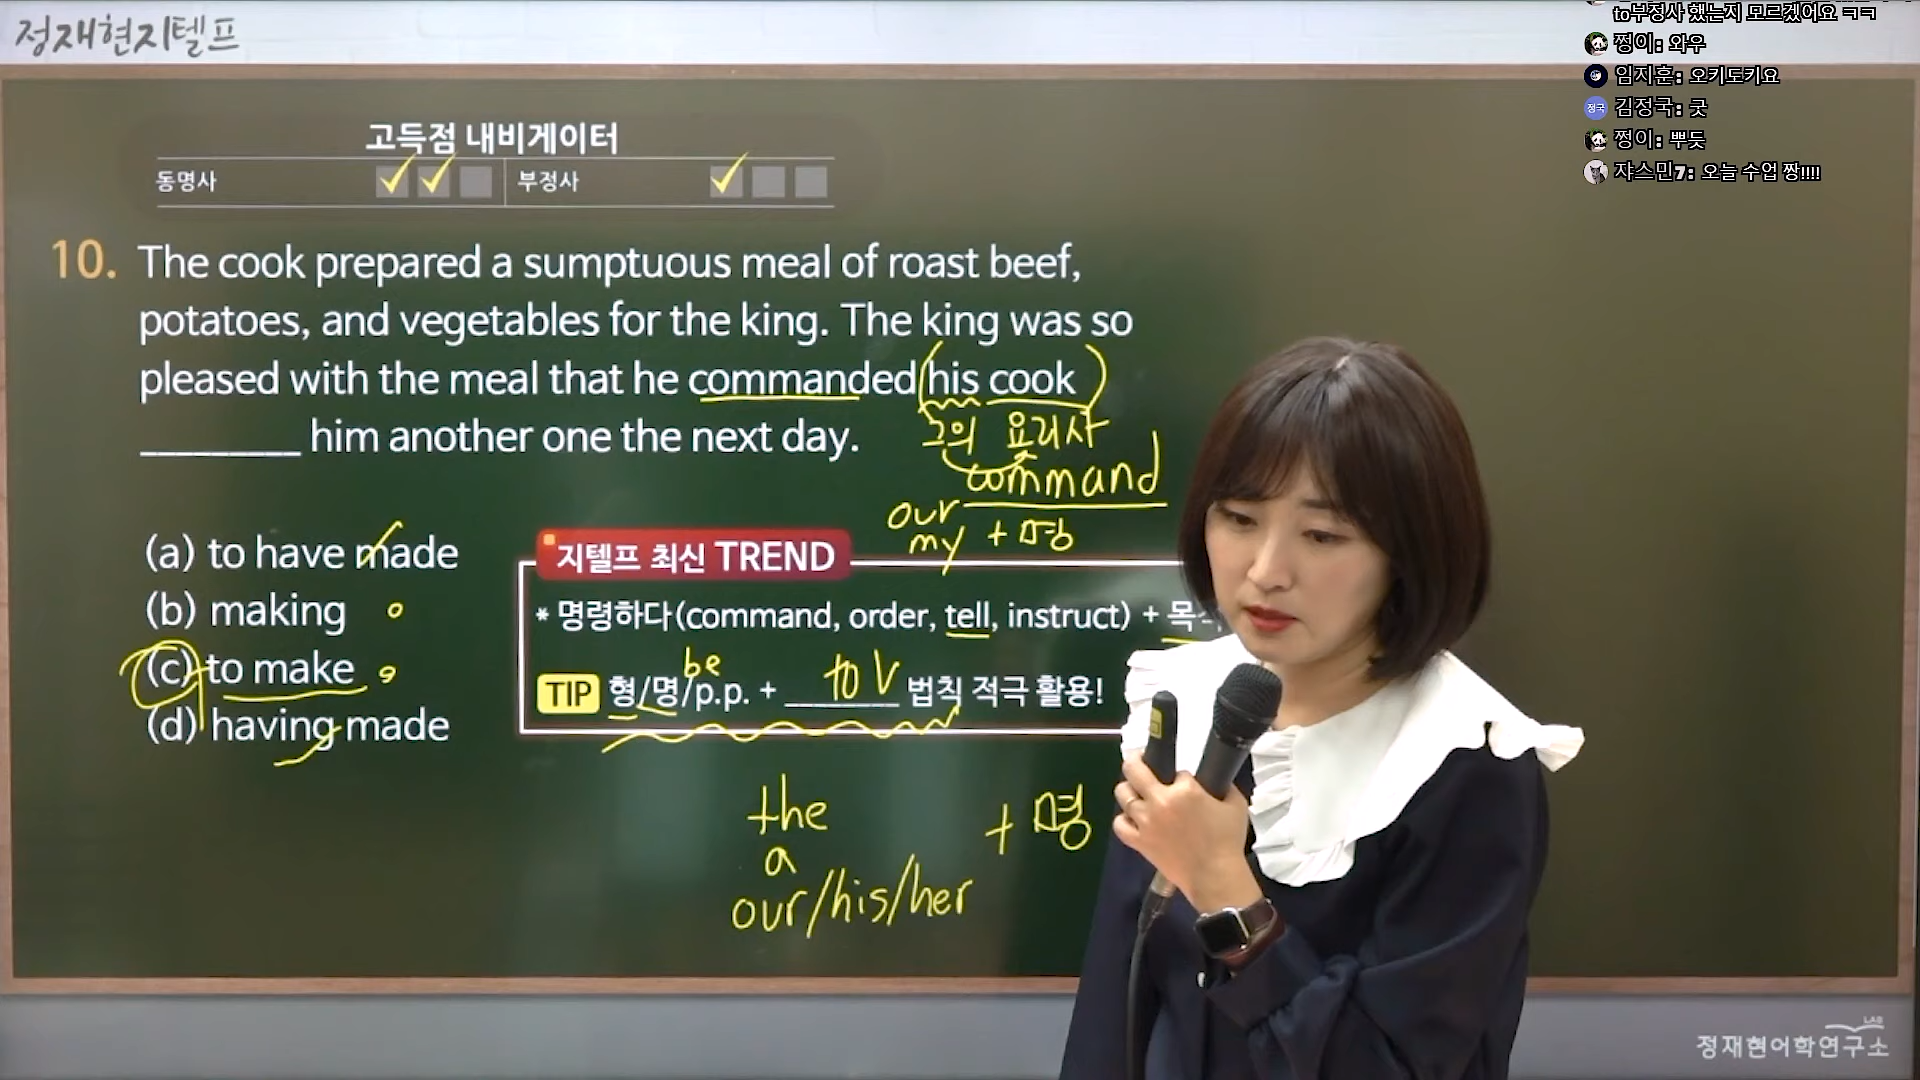 정재현지텔프
to부정사 했는지 모르겠어요 ㅋㅋ
쩡이: 와우
임지훈: 오키도키요
정국 김정국: 굿
쩡이: 뿌듯
쟈스민7: 오늘 수업 짱!!!!
고득점 내비게이터
동명사 부정사
10. The cook prepared a sumptuous meal of roast beef,
potatoes, and vegetables for the king. The king was so
pleased with the meal that he commanded his cook
________ him another one the next day.
그의 요리사
command
our
my + 명
(a) to have made
(b) making
(c) to make
(d) having made
지텔프 최신 TREND
* 명령하다(command, order, tell, instruct) + 목
be
to V
TIP 형/명/p.p. + ________ 법칙 적극 활용!
the
a
our/his/her
+ 명
LAB
정재현어학연구소